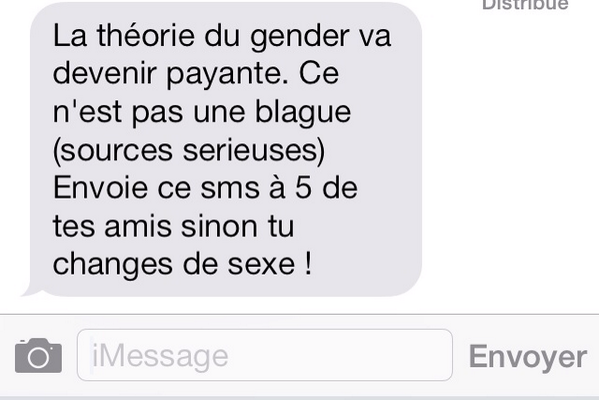 Distribué
La théorie du gender va
devenir payante. Ce
n'est pas une blague
(sources serieuses)
Envoie ce sms à 5 de
tes amis sinon tu
changes de sexe !
iMessage
Envoyer